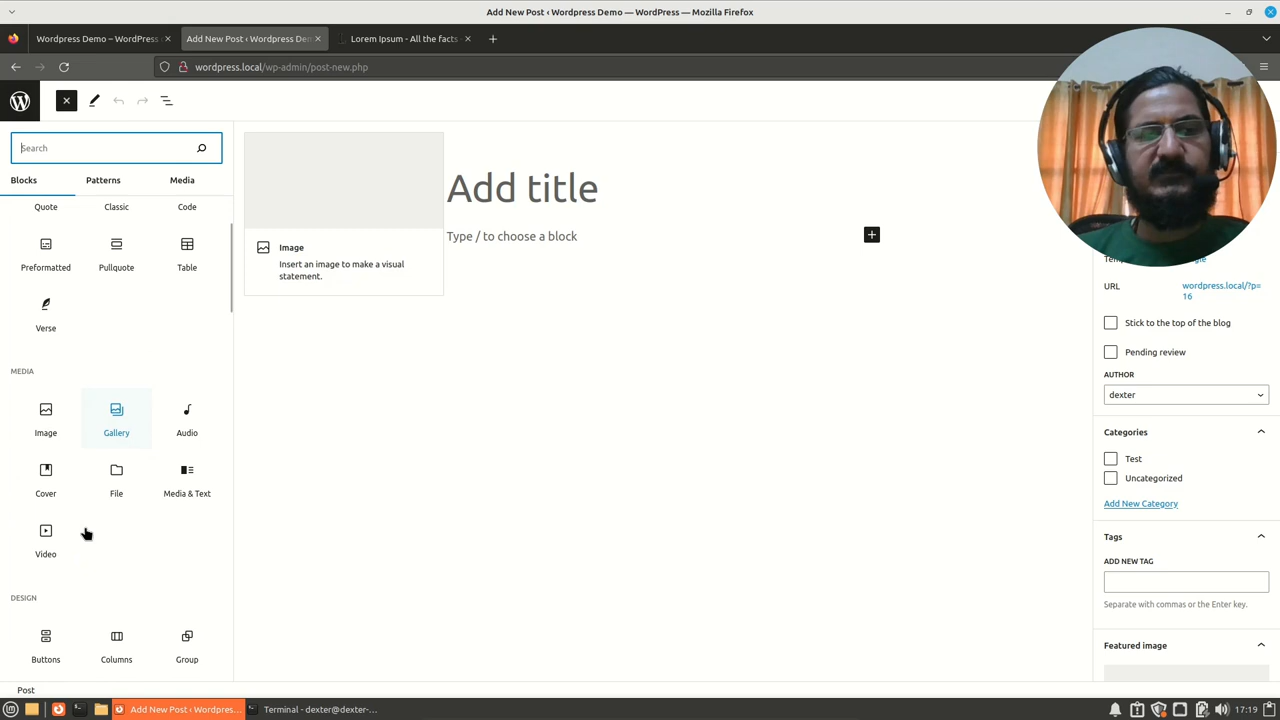 Add New Post ‹ Wordpress Demo — WordPress — Mozilla Firefox
Wordpress Demo – WordPress
Add New Post ‹ Wordpress Dem
Lorem Ipsum - All the facts
wordpress.local/wp-admin/post-new.php
Search
Blocks
Patterns
Media
Quote
Classic
Code
Preformatted
Pullquote
Table
Verse
MEDIA
Image
Gallery
Audio
Cover
File
Media & Text
Video
DESIGN
Buttons
Columns
Group
Image
Insert an image to make a visual
statement.
Add title
Type / to choose a block
URL
wordpress.local/?p=
16
Stick to the top of the blog
Pending review
AUTHOR
dexter
Categories
Test
Uncategorized
Add New Category
Tags
ADD NEW TAG
Separate with commas or the Enter key.
Featured image
Post
Add New Post ‹ Wordpres...
Terminal - dexter@dexter-...
17:19